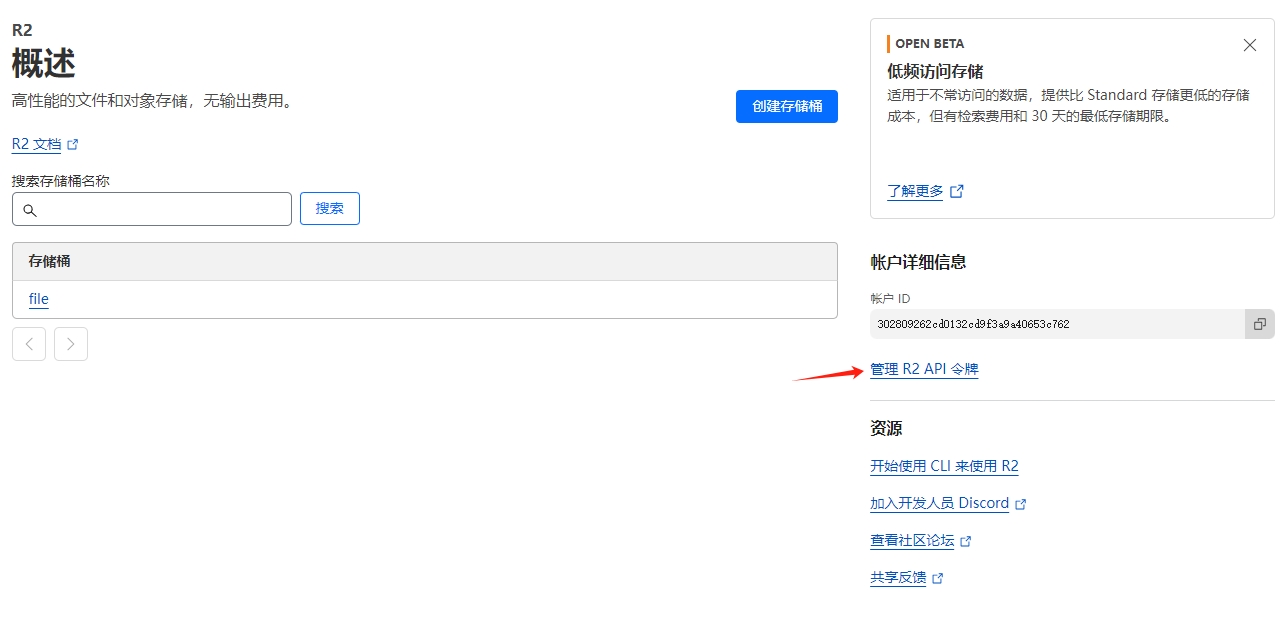 R2
概述
高性能的文件和对象存储，无输出费用。
创建存储桶
R2 文档
搜索存储桶名称
搜索
存储桶
file
OPEN BETA
低频访问存储
适用于不常访问的数据，提供比 Standard 存储更低的存储
成本，但有检索费用和 30 天的最低存储期限。
了解更多
帐户详细信息
帐户 ID
302809262cd0132cd9f3a9a40653c762
管理 R2 API 令牌
资源
开始使用 CLI 来使用 R2
加入开发人员 Discord
查看社区论坛
共享反馈